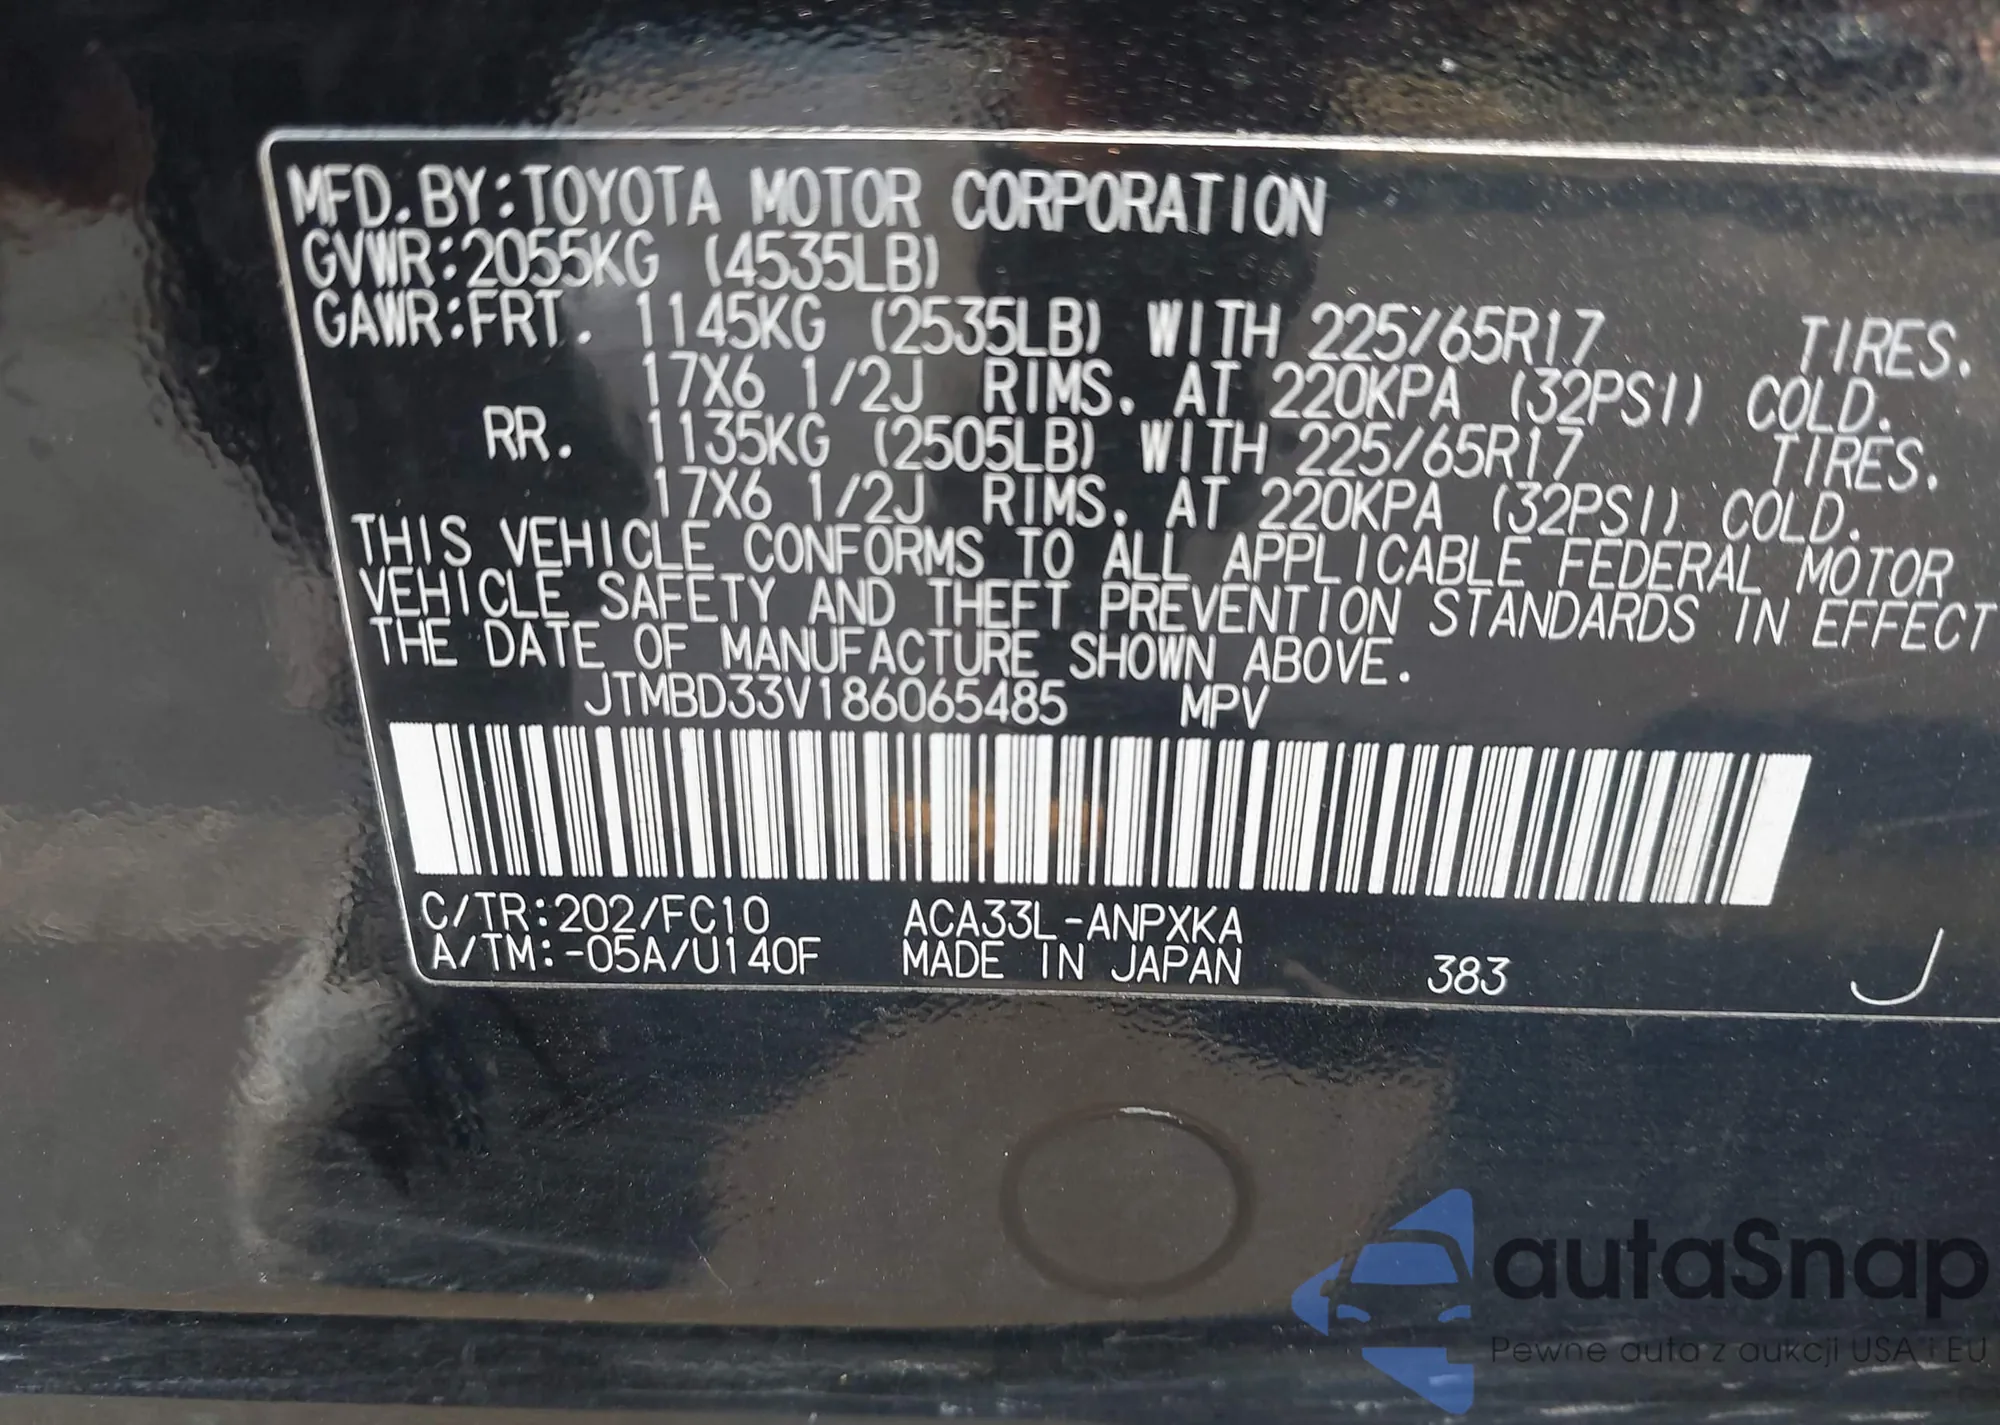 MFD.BY:TOYOTA MOTOR CORPORATION
GVWR:2055KG (4535LB)
GAWR:FRT. 1145KG (2535LB) WITH 225/65R17 TIRES.
17X6 1/2J RIMS. AT 220KPA (32PSI) COLD.
RR. 1135KG (2505LB) WITH 225/65R17 TIRES.
17X6 1/2J RIMS. AT 220KPA (32PSI) COLD.
THIS VEHICLE CONFORMS TO ALL APPLICABLE FEDERAL MOTOR
VEHICLE SAFETY AND THEFT PREVENTION STANDARDS IN EFFECT
THE DATE OF MANUFACTURE SHOWN ABOVE.
JTMBD33V186065485 MPV
C/TR:202/FC10 ACA33L-ANPXKA
A/TM:-05A/U140F MADE IN JAPAN 383 J
autaSnap
Pewne auta z aukcji USA i EU